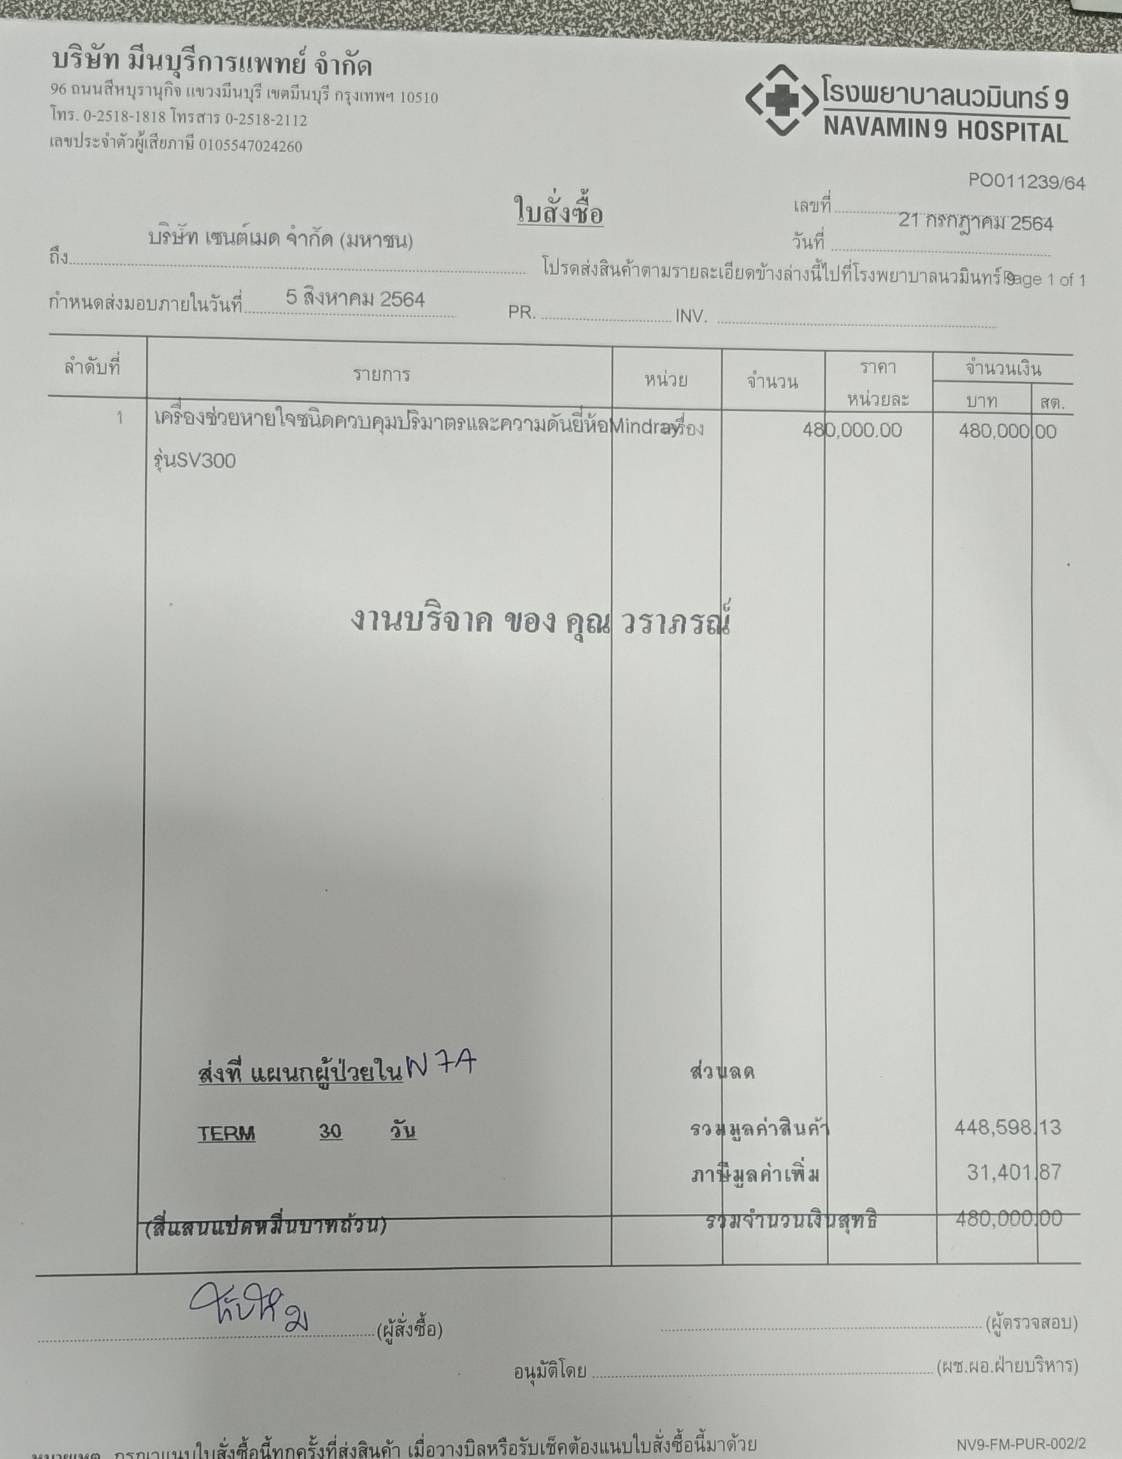 บริษัท มีนบุรีการแพทย์ จำกัด
96 ถนนสีหบุรานุกิจ แขวงมีนบุรี เขตมีนบุรี กรุงเทพฯ 10510
โทร. 0-2518-1818 โทรสาร 0-2518-2112
เลขประจำตัวผู้เสียภาษี 0105547024260
โรงพยาบาลนวมินทร์ 9
NAVAMIN 9 HOSPITAL
PO011239/64
ใบสั่งซื้อ
เลขที่
วันที่ 21 กรกฎาคม 2564
ถึง บริษัท เซนต์เมด จำกัด (มหาชน)
โปรดส่งสินค้าตามรายละเอียดข้างล่างนี้ไปที่โรงพยาบาลนวมินทร์ 9 Page 1 of 1
กำหนดส่งมอบภายในวันที่ 5 สิงหาคม 2564 PR. INV.
ลำดับที่ รายการ หน่วย จำนวน ราคาหน่วยละ จำนวนเงิน บาท สต.
1 เครื่องช่วยหายใจชนิดควบคุมปริมาตรและความดันยี่ห้อMindray 480,000.00 480,000.00
รุ่นSV300
งานบริจาค ของ คุณ วราภรณ์
ส่งที่ แผนกผู้ป่วยใน W 7A ส่วนลด
TERM 30 วัน รวมมูลค่าสินค้า 448,598.13
ภาษีมูลค่าเพิ่ม 31,401.87
(สี่แสนแปดหมื่นบาทถ้วน) รวมจำนวนเงินสุทธิ 480,000.00
ทับทิม (ผู้สั่งซื้อ) (ผู้ตรวจสอบ)
อนุมัติโดย (ผช.ผอ.ฝ่ายบริหาร)
หมายเหตุ กรุณาแนบใบสั่งซื้อนี้ทุกครั้งที่ส่งสินค้า เมื่อวางบิลหรือรับเช็คต้องแนบใบสั่งซื้อนี้มาด้วย
NV9-FM-PUR-002/2